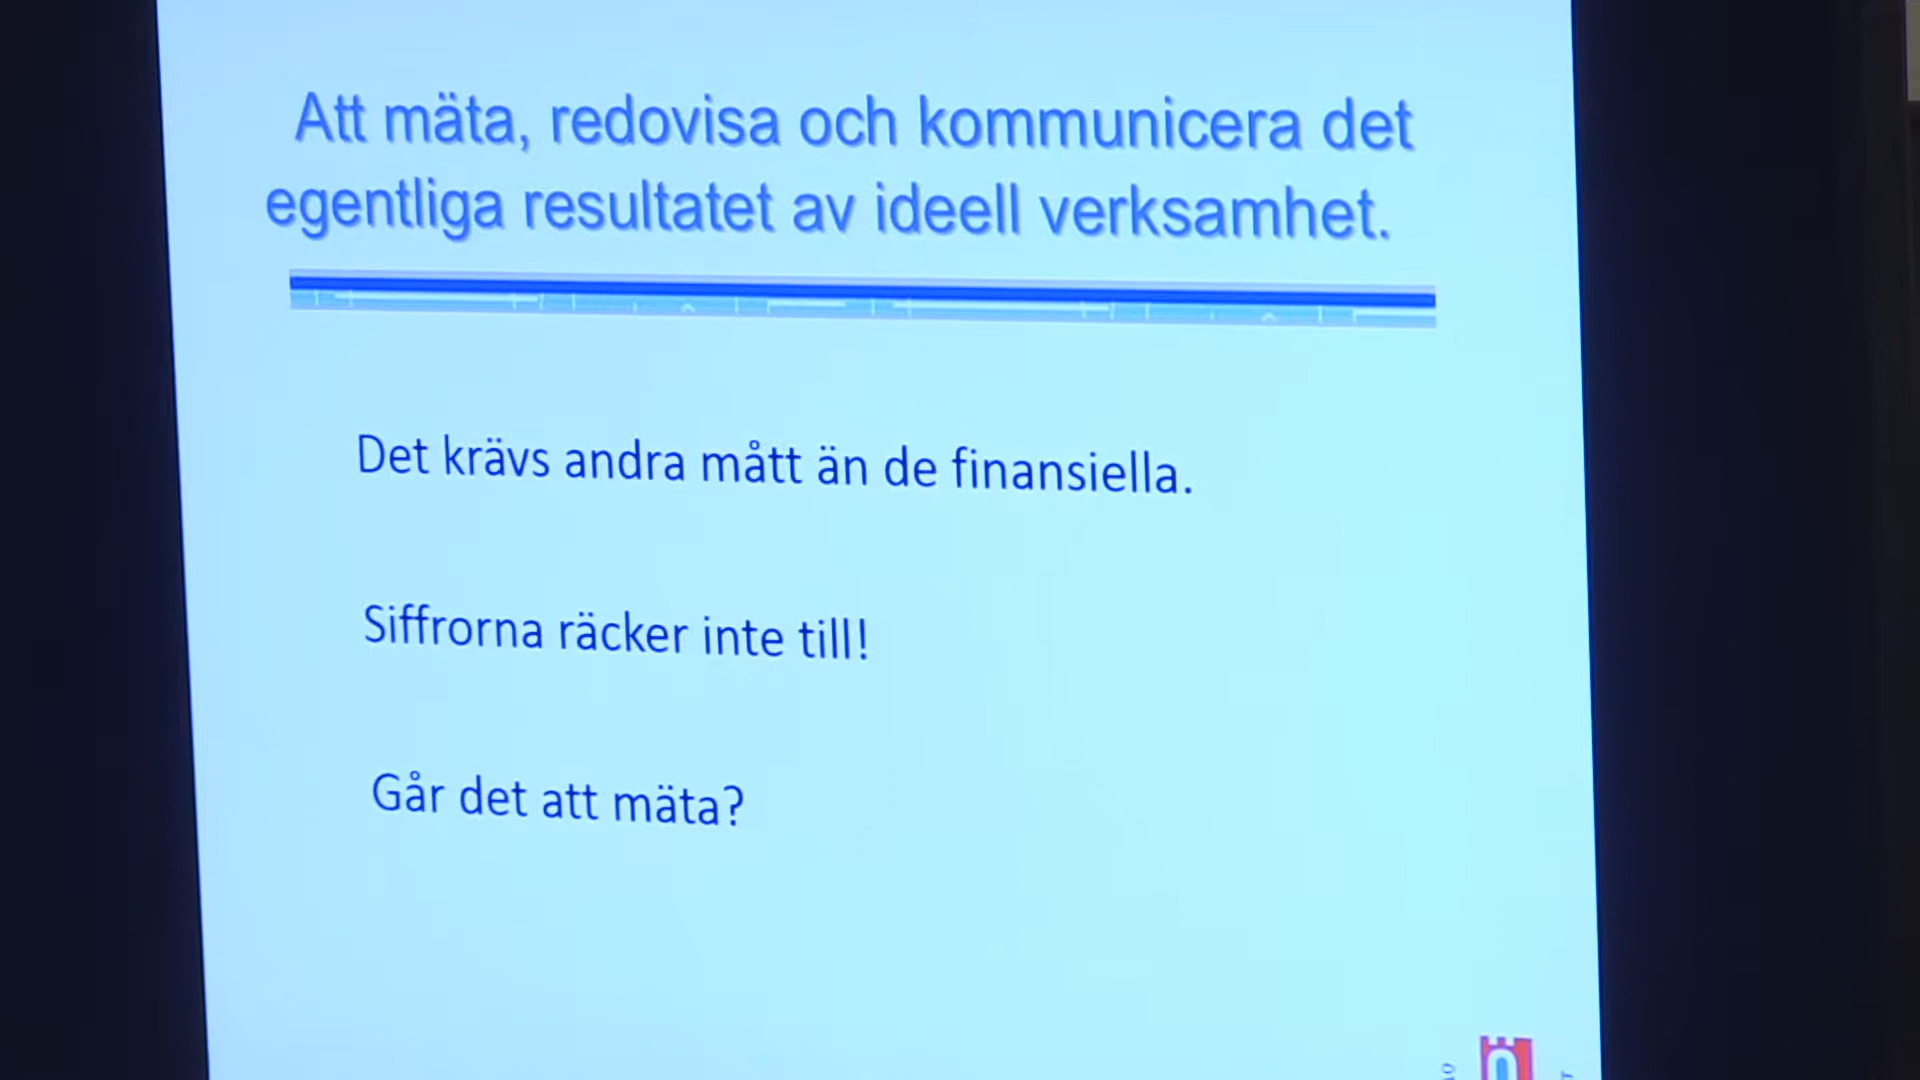 Att mäta, redovisa och kommunicera det
egentliga resultatet av ideell verksamhet.
Det krävs andra mått än de finansiella.
Siffrorna räcker inte till!
Går det att mäta?